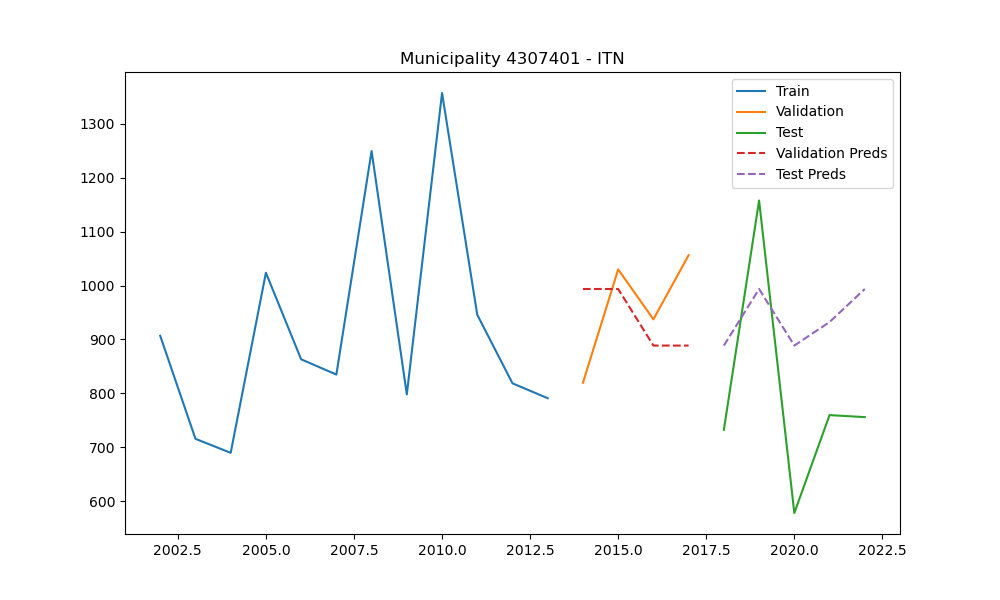 Municipality 4307401 - ITN
Train
Validation
Test
Validation Preds
Test Preds
1300
1200
1100
1000
900
800
700
600
2002.5 2005.0 2007.5 2010.0 2012.5 2015.0 2017.5 2020.0 2022.5